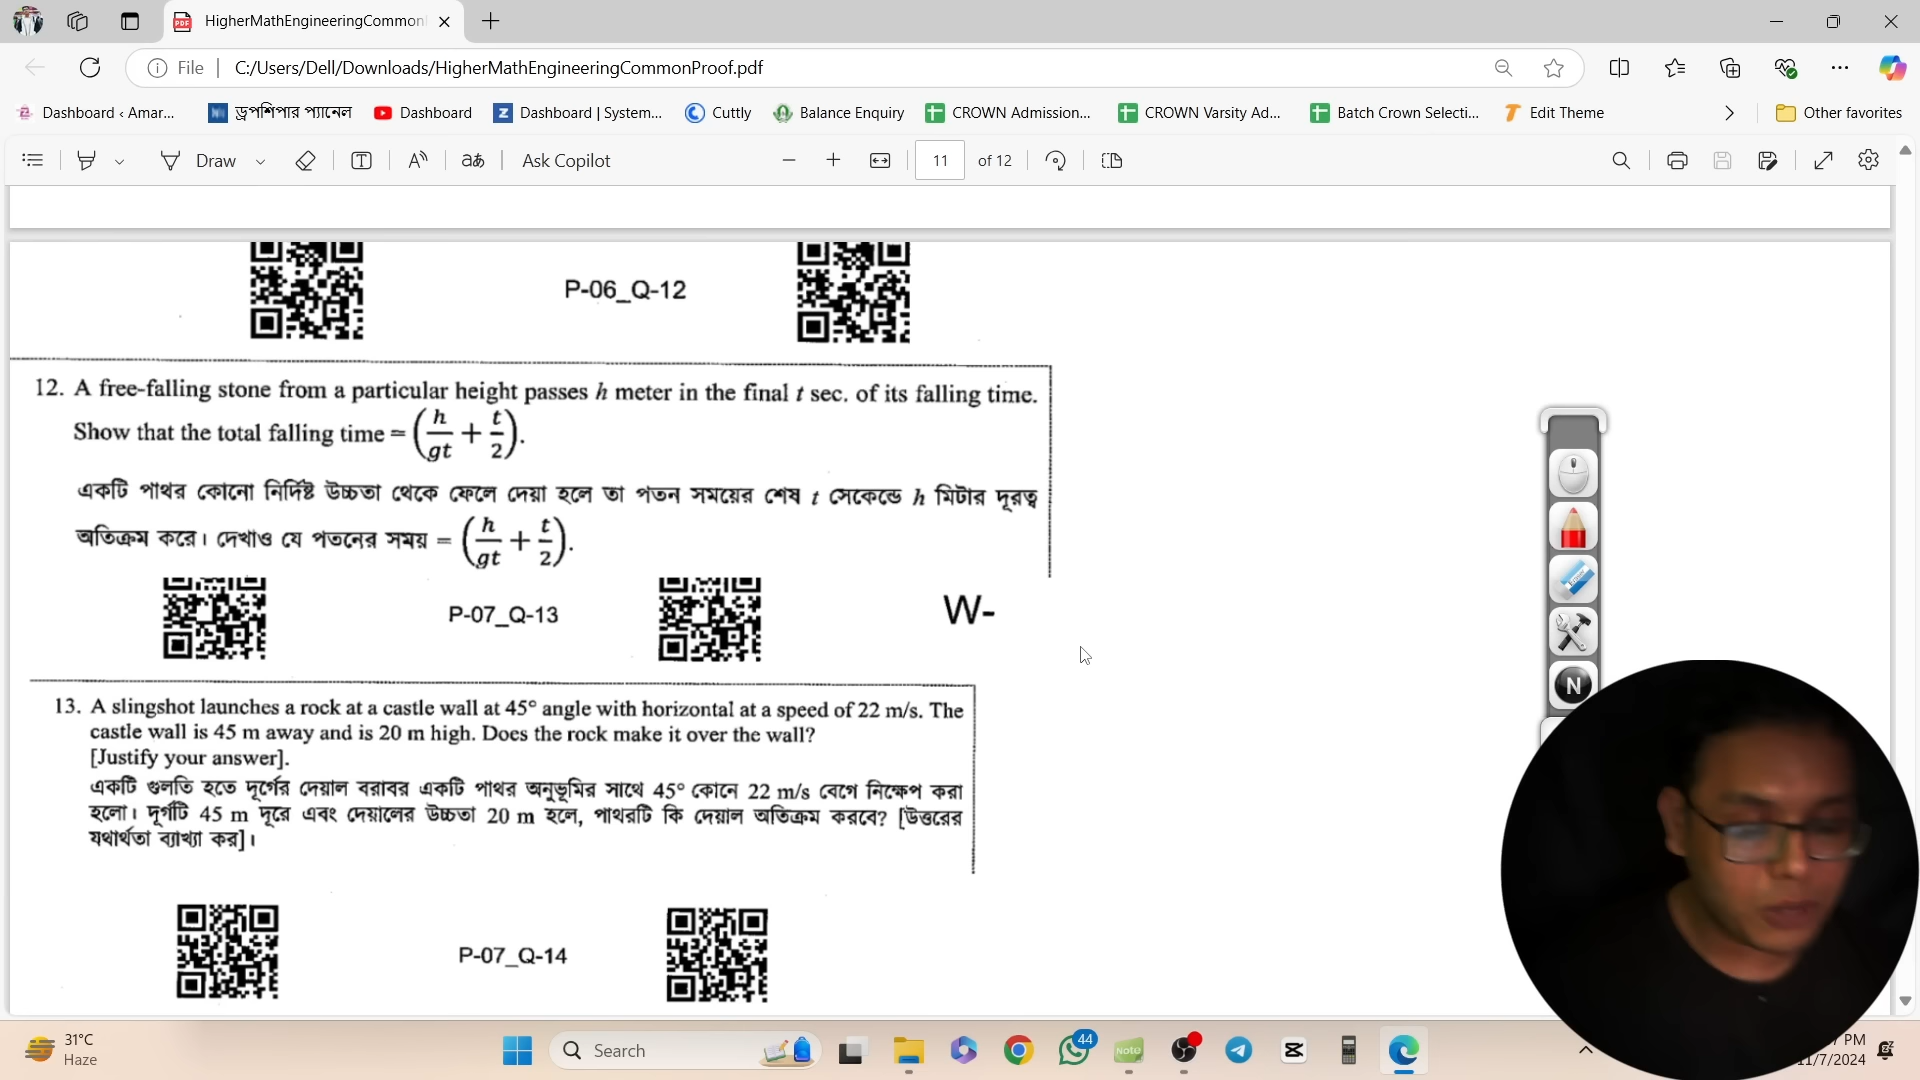 HigherMathEngineeringCommon
File
C:/Users/Dell/Downloads/HigherMathEngineeringCommonProof.pdf
Dashboard ‹ Amar...
ড্রপশিপার প্যানেল
Dashboard
Dashboard | System...
Cuttly
Balance Enquiry
CROWN Admission...
CROWN Varsity Ad...
Batch Crown Selecti...
Edit Theme
Other favorites
Draw
Ask Copilot
11
of 12
P-06_Q-12
12. A free-falling stone from a particular height passes h meter in the final t sec. of its falling time.
Show that the total falling time = (h/gt + t/2).
একটি পাথর কোনো নির্দিষ্ট উচ্চতা থেকে ফেলে দেয়া হলে তা পতন সময়ের শেষ t সেকেন্ডে h মিটার দূরত্ব
অতিক্রম করে। দেখাও যে পতনের সময় = (h/gt + t/2).
P-07_Q-13
W-
13. A slingshot launches a rock at a castle wall at 45° angle with horizontal at a speed of 22 m/s. The
castle wall is 45 m away and is 20 m high. Does the rock make it over the wall?
[Justify your answer].
একটি গুলতি হতে দূর্গের দেয়াল বরাবর একটি পাথর অনুভূমির সাথে 45° কোনে 22 m/s বেগে নিক্ষেপ করা
হলো। দূর্গটি 45 m দূরে এবং দেয়ালের উচ্চতা 20 m হলে, পাথরটি কি দেয়াল অতিক্রম করবে? [উত্তরের
যথার্থতা ব্যাখ্যা কর]।
P-07_Q-14
N
31°C
Haze
Search
44
PM
11/7/2024